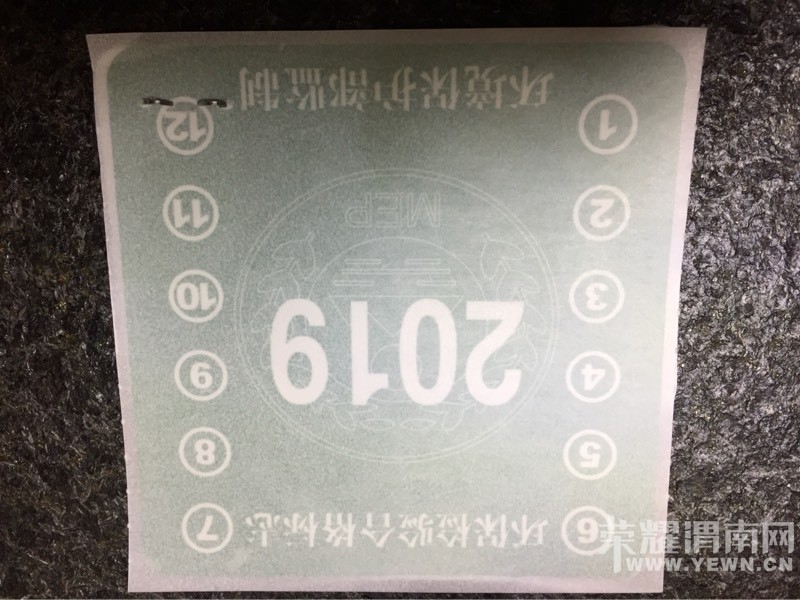 ⑥ 环保检验合格标志 ⑦
⑤ ⑧
④ 2019 ⑨
③ ⑩
② MEP ⑪
① ⑫
环境保护部监制
荣耀渭南网
WWW.YEWN.CN